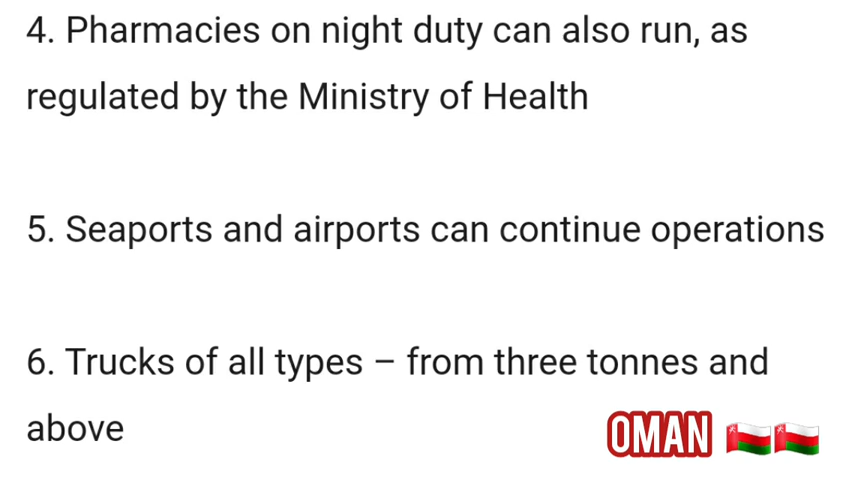 4. Pharmacies on night duty can also run, as
regulated by the Ministry of Health
5. Seaports and airports can continue operations
6. Trucks of all types – from three tonnes and
above
OMAN